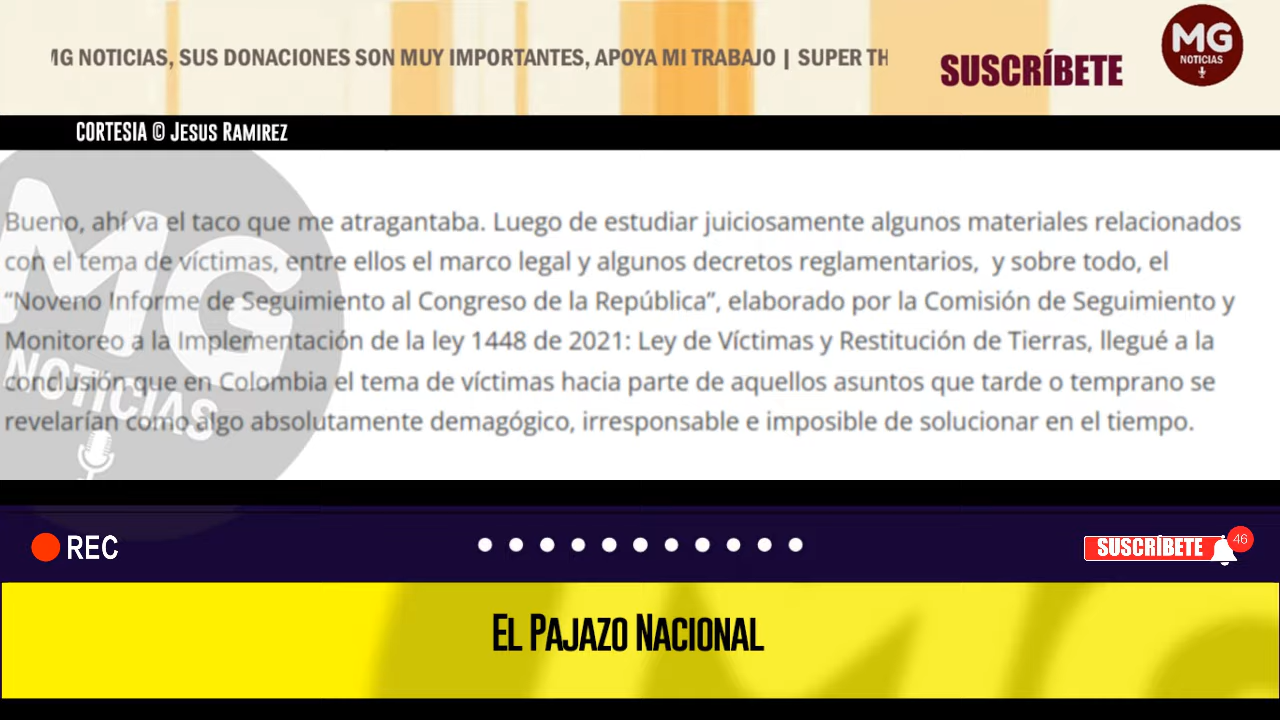 MG NOTICIAS, SUS DONACIONES SON MUY IMPORTANTES, APOYA MI TRABAJO | SUPER TH
SUSCRÍBETE
MG
NOTICIAS
CORTESIA © JESUS RAMIREZ
Bueno, ahí va el taco que me atragantaba. Luego de estudiar juiciosamente algunos materiales relacionados
con el tema de víctimas, entre ellos el marco legal y algunos decretos reglamentarios, y sobre todo, el
“Noveno Informe de Seguimiento al Congreso de la República”, elaborado por la Comisión de Seguimiento y
Monitoreo a la Implementación de la ley 1448 de 2021: Ley de Víctimas y Restitución de Tierras, llegué a la
conclusión que en Colombia el tema de víctimas hacia parte de aquellos asuntos que tarde o temprano se
revelarían como algo absolutamente demagógico, irresponsable e imposible de solucionar en el tiempo.
MG
NOTICIAS
REC
SUSCRÍBETE
46
EL PAJAZO NACIONAL